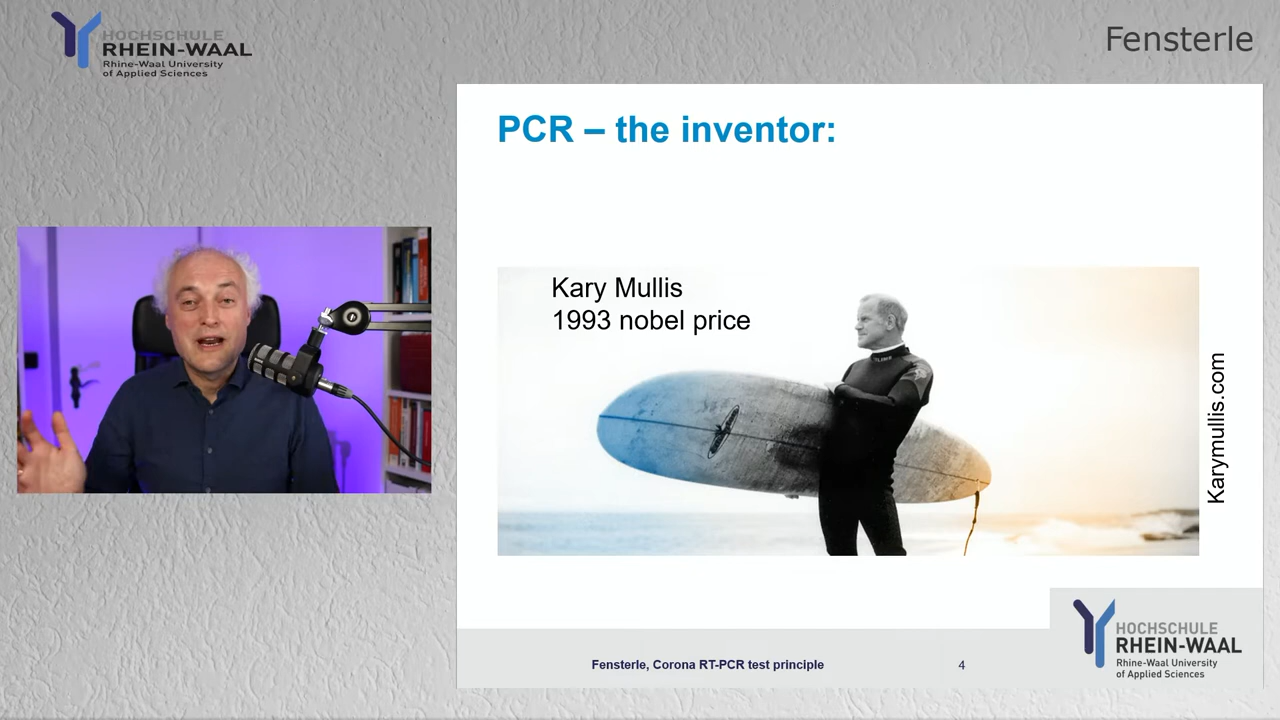 HOCHSCHULE
RHEIN-WAAL
Rhine-Waal University
of Applied Sciences
Fensterle
PCR – the inventor:
Kary Mullis
1993 nobel price
Karymullis.com
Fensterle, Corona RT-PCR test principle
4
HOCHSCHULE
RHEIN-WAAL
Rhine-Waal University
of Applied Sciences